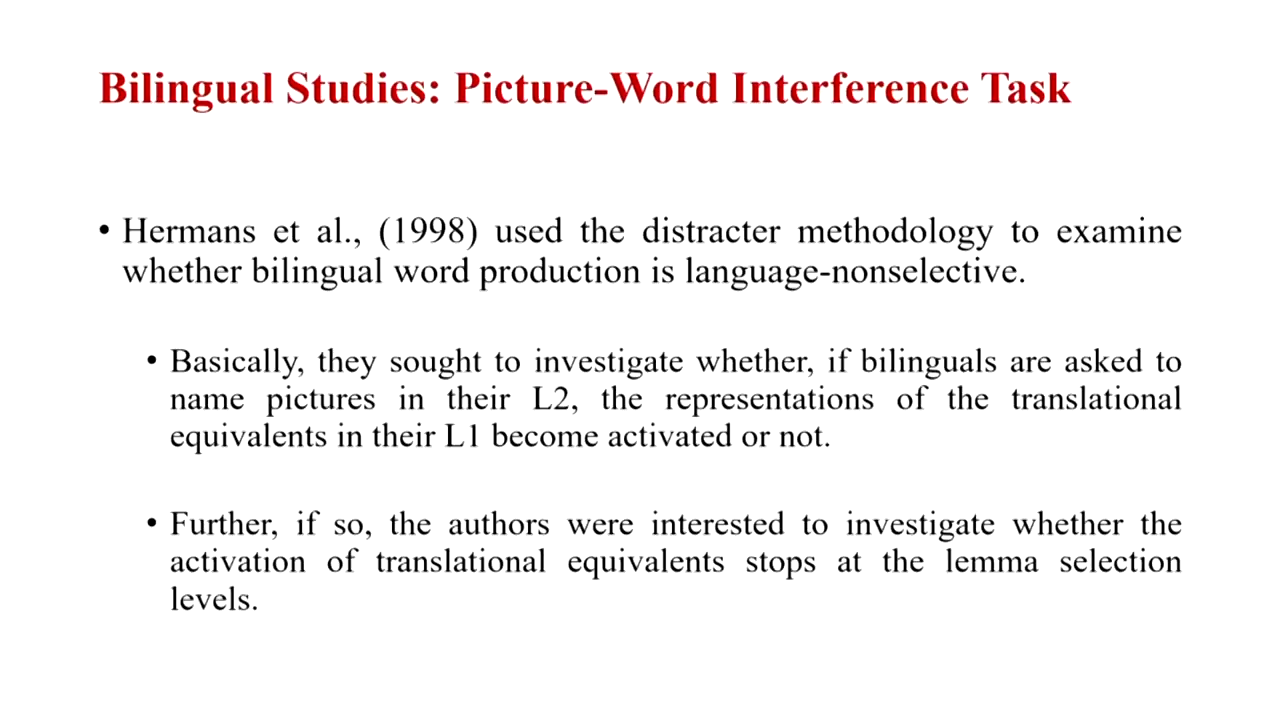 Bilingual Studies: Picture-Word Interference Task
• Hermans et al., (1998) used the distracter methodology to examine
whether bilingual word production is language-nonselective.
• Basically, they sought to investigate whether, if bilinguals are asked to
name pictures in their L2, the representations of the translational
equivalents in their L1 become activated or not.
• Further, if so, the authors were interested to investigate whether the
activation of translational equivalents stops at the lemma selection
levels.